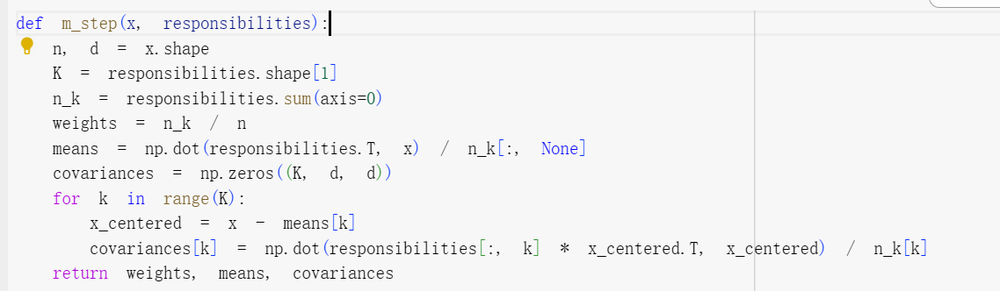 def m_step(x, responsibilities):
    n, d = x.shape
    K = responsibilities.shape[1]
    n_k = responsibilities.sum(axis=0)
    weights = n_k / n
    means = np.dot(responsibilities.T, x) / n_k[:, None]
    covariances = np.zeros((K, d, d))
    for k in range(K):
        x_centered = x - means[k]
        covariances[k] = np.dot(responsibilities[:, k] * x_centered.T, x_centered) / n_k[k]
    return weights, means, covariances